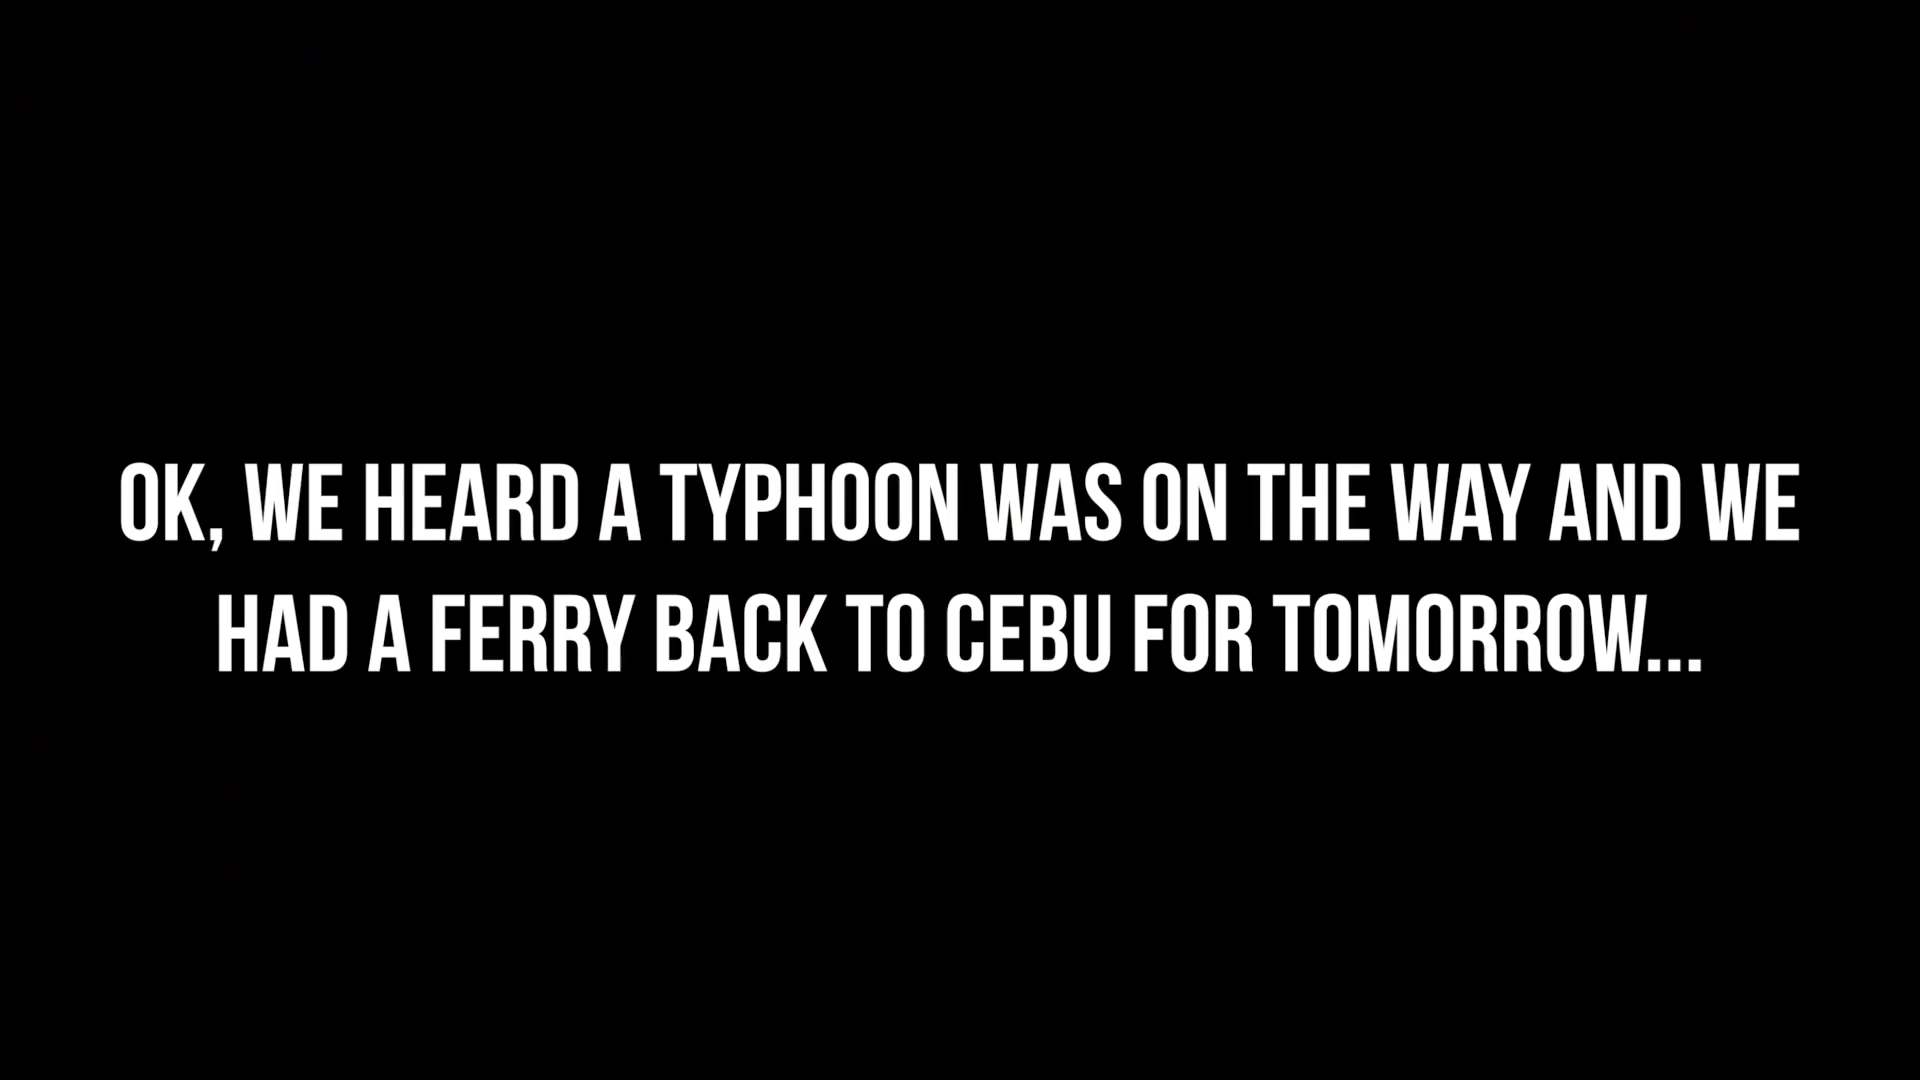 OK, WE HEARD A TYPHOON WAS ON THE WAY AND WE
HAD A FERRY BACK TO CEBU FOR TOMORROW...